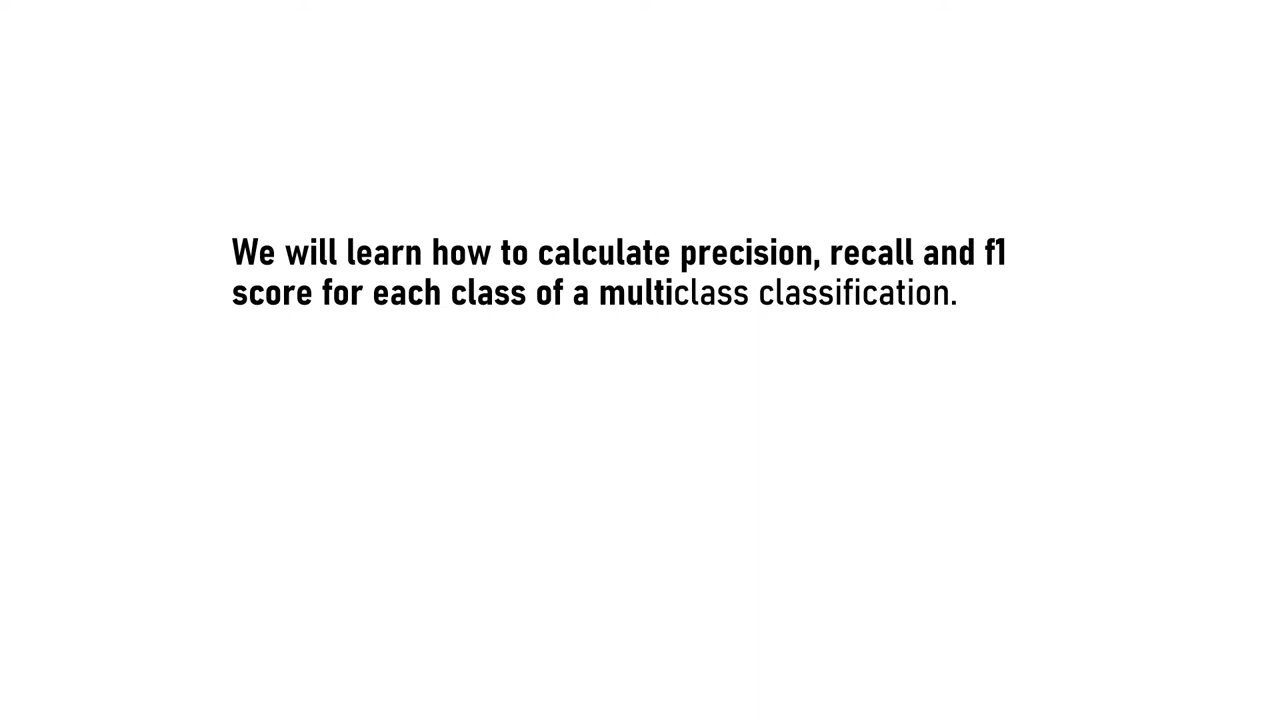 We will learn how to calculate precision, recall and f1
score for each class of a multiclass classification.